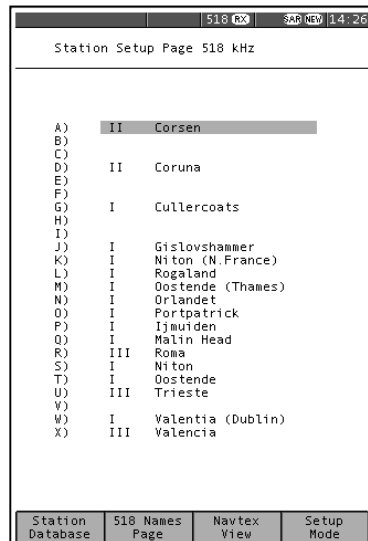 518 RX SAR NEW 14:26
Station Setup Page 518 kHz
A) II Corsen
B)
C)
D) II Coruna
E)
F)
G) I Cullercoats
H)
I)
J) I Gislovshammer
K) I Niton (N.France)
L) I Rogaland
M) I Oostende (Thames)
N) I Orlandet
O) I Portpatrick
P) I Ijmuiden
Q) I Malin Head
R) III Roma
S) I Niton
T) I Oostende
U) III Trieste
V)
W) I Valentia (Dublin)
X) III Valencia
Station Database
518 Names Page
Navtex View
Setup Mode